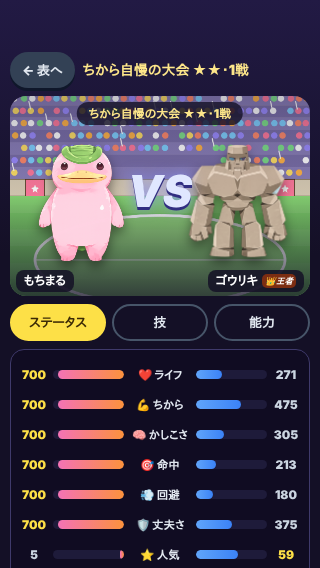 ← 表へ ちから自慢の大会 ★★・1戦
ちから自慢の大会 ★★・1戦
VS
もちまる ゴウリキ 👑王者
ステータス 技 能力
700 ❤️ ライフ 271
700 💪 ちから 475
700 🧠 かしこさ 305
700 🎯 命中 213
700 💨 回避 180
700 🛡️ 丈夫さ 375
5 ⭐ 人気 59